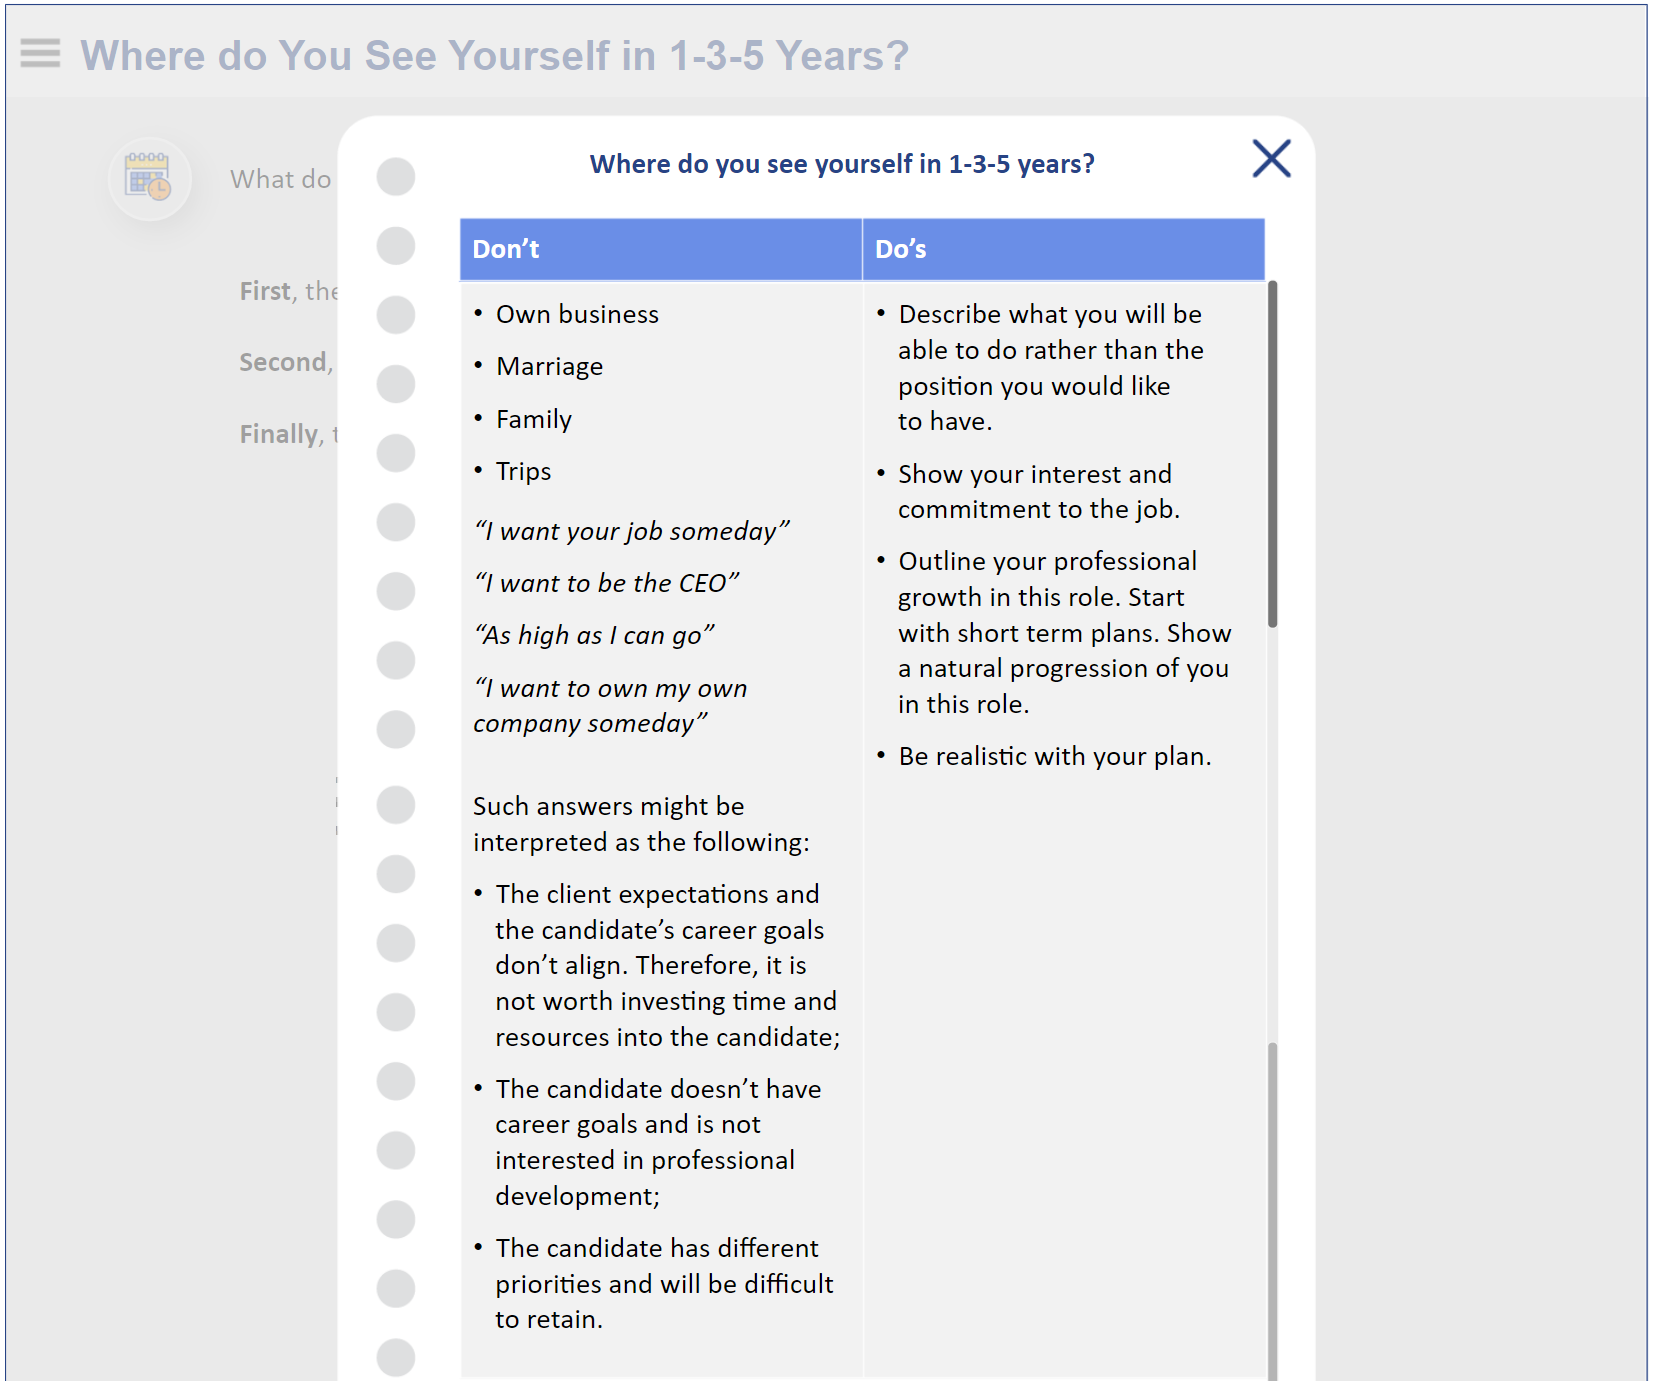 Where do You See Yourself in 1-3-5 Years?
What do
First, the
Second,
Finally, t
Where do you see yourself in 1-3-5 years?
Don’t
Do’s
• Own business
• Marriage
• Family
• Trips
“I want your job someday”
“I want to be the CEO”
“As high as I can go”
“I want to own my own
company someday”
Such answers might be
interpreted as the following:
• The client expectations and
the candidate’s career goals
don’t align. Therefore, it is
not worth investing time and
resources into the candidate;
• The candidate doesn’t have
career goals and is not
interested in professional
development;
• The candidate has different
priorities and will be difficult
to retain.
• Describe what you will be
able to do rather than the
position you would like
to have.
• Show your interest and
commitment to the job.
• Outline your professional
growth in this role. Start
with short term plans. Show
a natural progression of you
in this role.
• Be realistic with your plan.